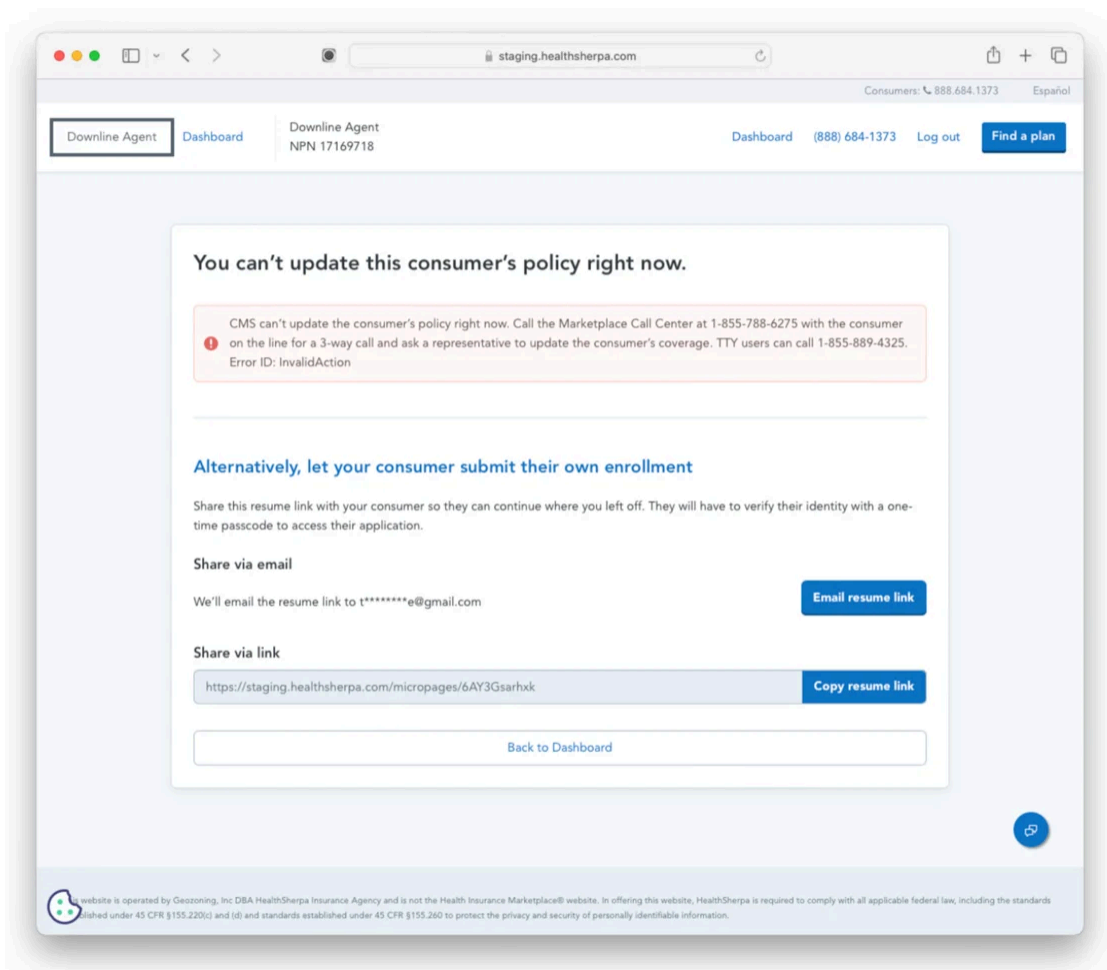 staging.healthsherpa.com
Consumers: 888.684.1373 Español
Downline Agent Dashboard
Downline Agent
NPN 17169718
Dashboard (888) 684-1373 Log out Find a plan
You can't update this consumer's policy right now.
CMS can't update the consumer's policy right now. Call the Marketplace Call Center at 1-855-788-6275 with the consumer
on the line for a 3-way call and ask a representative to update the consumer's coverage. TTY users can call 1-855-889-4325.
Error ID: InvalidAction
Alternatively, let your consumer submit their own enrollment
Share this resume link with your consumer so they can continue where you left off. They will have to verify their identity with a one-
time passcode to access their application.
Share via email
We'll email the resume link to t********e@gmail.com
Email resume link
Share via link
https://staging.healthsherpa.com/micropages/6AY3Gsarhxk
Copy resume link
Back to Dashboard
website is operated by Geozoning, Inc DBA HealthSherpa Insurance Agency and is not the Health Insurance Marketplace® website. In offering this website, HealthSherpa is required to comply with all applicable federal law, including the standards
under 45 CFR §155.220(c) and (d) and standards established under 45 CFR §155.260 to protect the privacy and security of personally identifiable information.